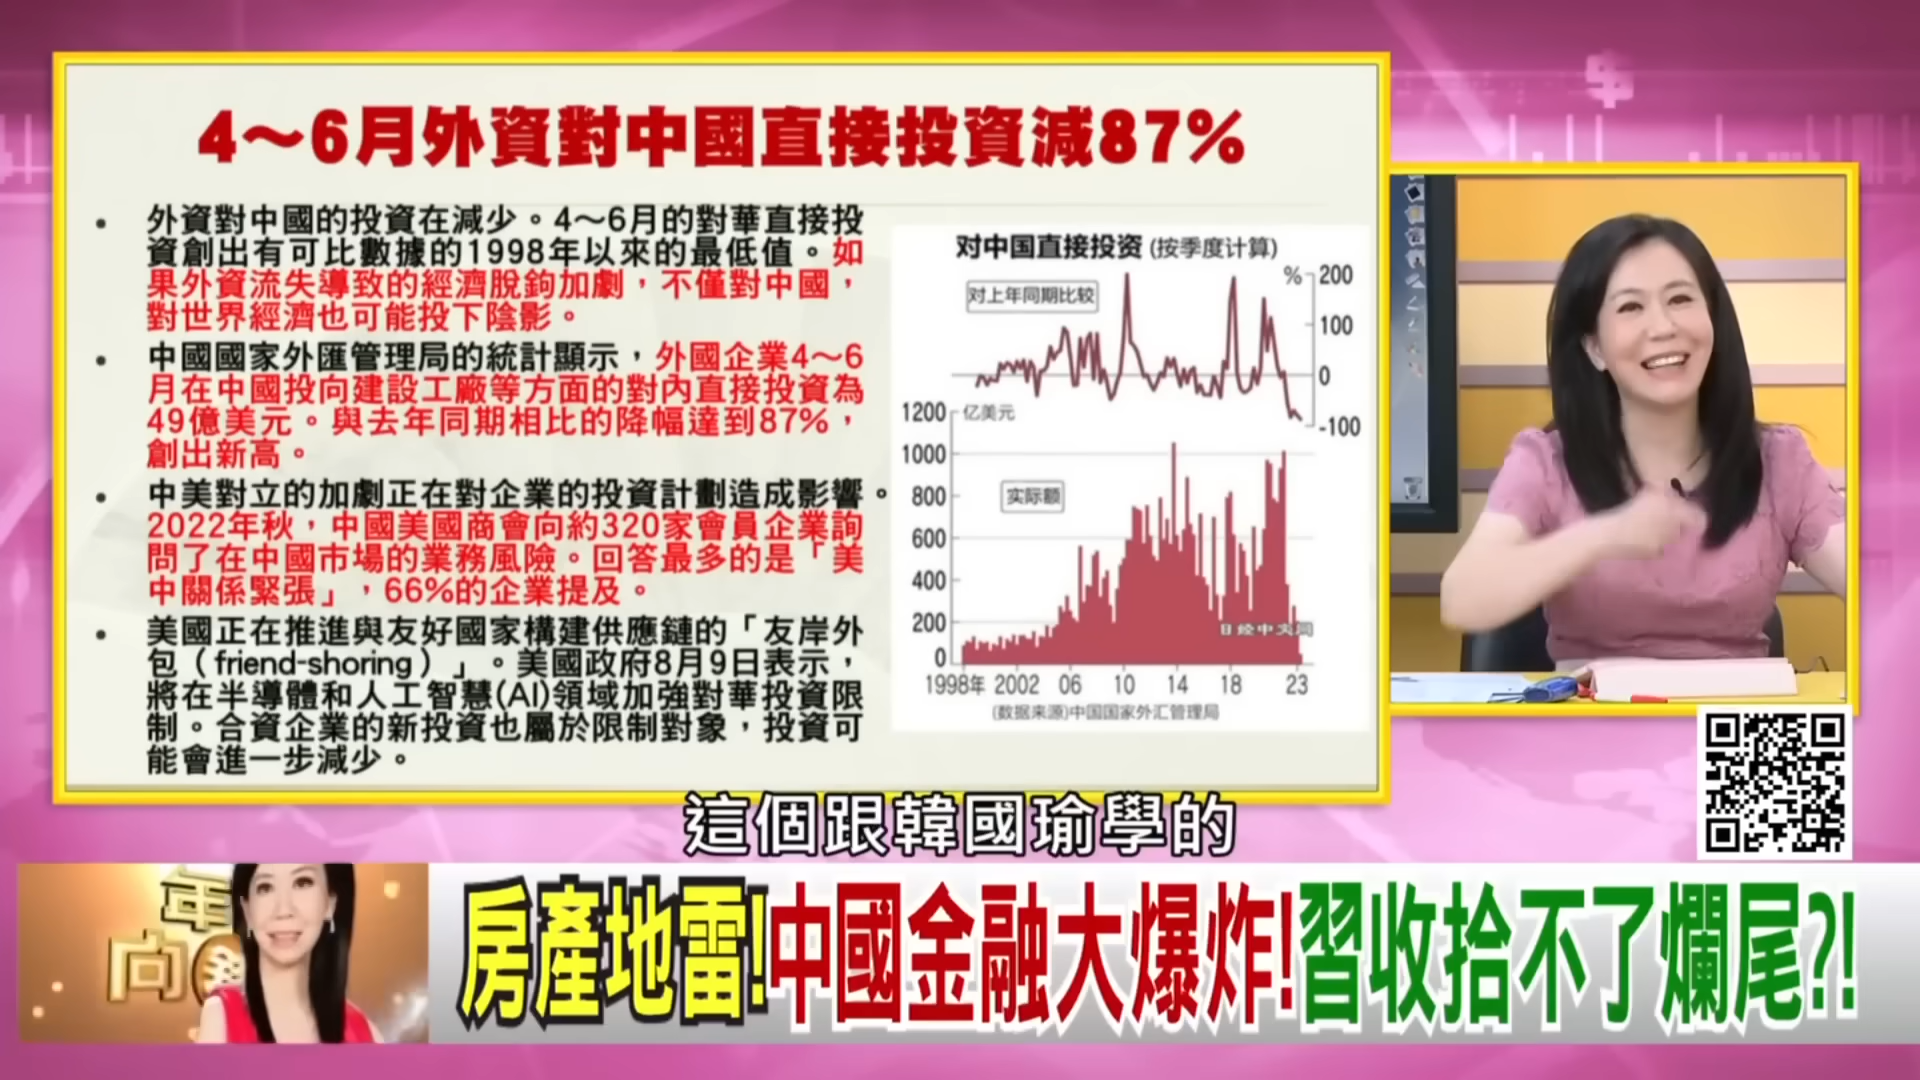 4～6月外資對中國直接投資減87%
• 外資對中國的投資在減少。4～6月的對華直接投
資創出有可比數據的1998年以來的最低值。如
果外資流失導致的經濟脫鉤加劇，不僅對中國，
對世界經濟也可能投下陰影。
• 中國國家外匯管理局的統計顯示，外國企業4～6
月在中國投向建設工廠等方面的對內直接投資為
49億美元。與去年同期相比的降幅達到87%，
創出新高。
• 中美對立的加劇正在對企業的投資計劃造成影響。
2022年秋，中國美國商會向約320家會員企業詢
問了在中國市場的業務風險。回答最多的是「美
中關係緊張」，66%的企業提及。
• 美國正在推進與友好國家構建供應鏈的「友岸外
包（friend-shoring）」。美國政府8月9日表示，
將在半導體和人工智慧(AI)領域加強對華投資限
制。合資企業的新投資也屬於限制對象，投資可
能會進一步減少。
对中国直接投资 (按季度计算)
对上年同期比较
% 200
100
0
-100
1200 亿美元
1000
800
600
400
200
0
实际额
日经中文网
1998年 2002 06 10 14 18 23
(数据来源)中国国家外汇管理局
這個跟韓國瑜學的
年
向
房產地雷!中國金融大爆炸!習收拾不了爛尾?!